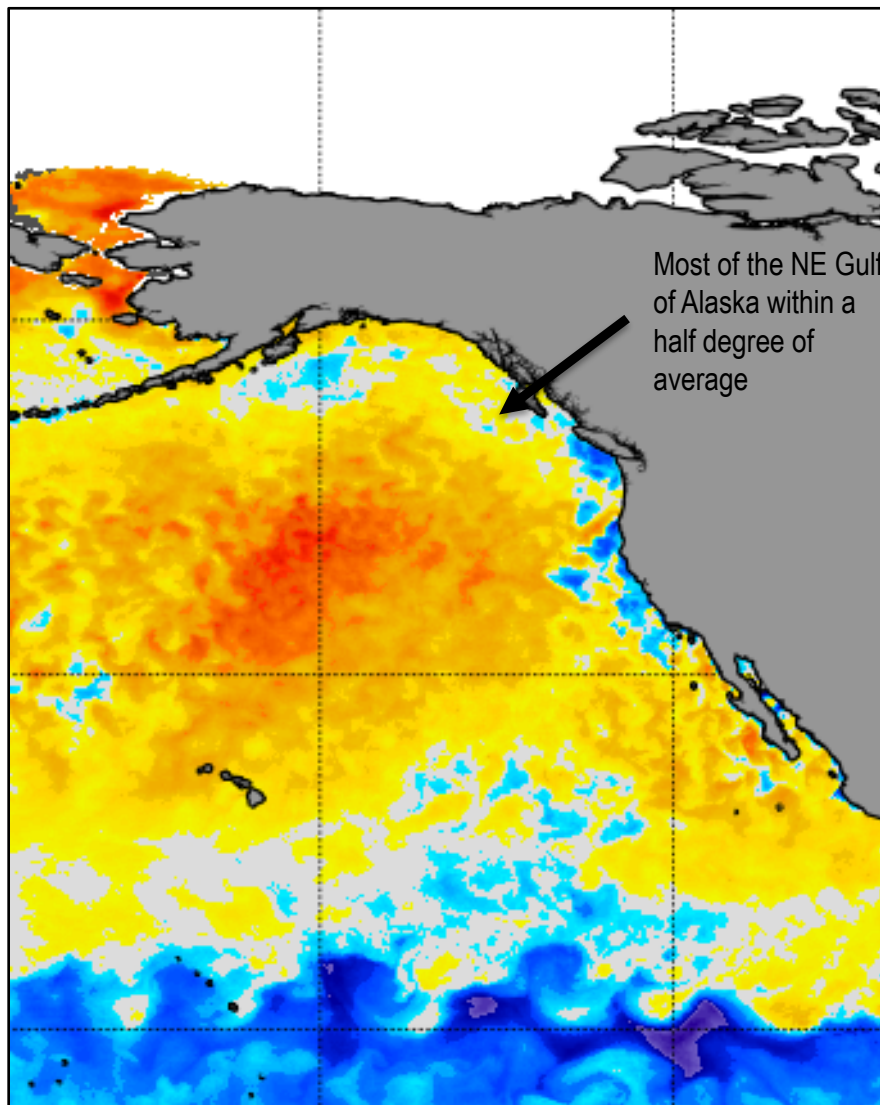 Most of the NE Gulf
of Alaska within a
half degree of
average